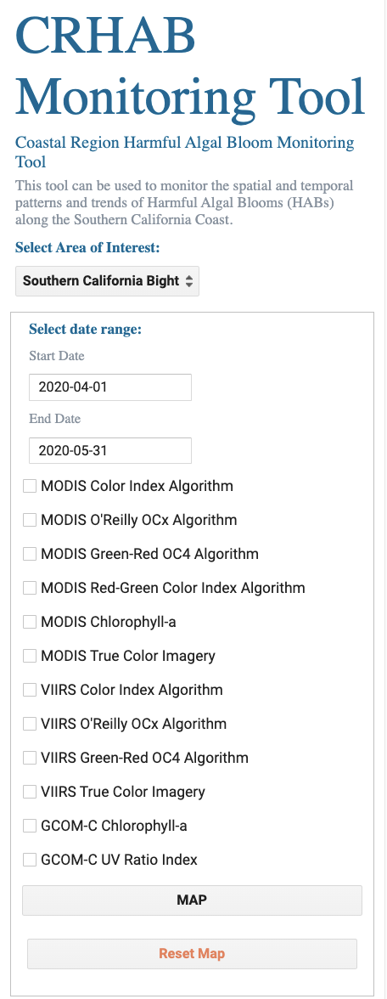 CRHAB
Monitoring Tool
Coastal Region Harmful Algal Bloom Monitoring
Tool
This tool can be used to monitor the spatial and temporal
patterns and trends of Harmful Algal Blooms (HABs)
along the Southern California Coast.
Select Area of Interest:
Southern California Bight
Select date range:
Start Date
2020-04-01
End Date
2020-05-31
MODIS Color Index Algorithm
MODIS O'Reilly OCx Algorithm
MODIS Green-Red OC4 Algorithm
MODIS Red-Green Color Index Algorithm
MODIS Chlorophyll-a
MODIS True Color Imagery
VIIRS Color Index Algorithm
VIIRS O'Reilly OCx Algorithm
VIIRS Green-Red OC4 Algorithm
VIIRS True Color Imagery
GCOM-C Chlorophyll-a
GCOM-C UV Ratio Index
MAP
Reset Map